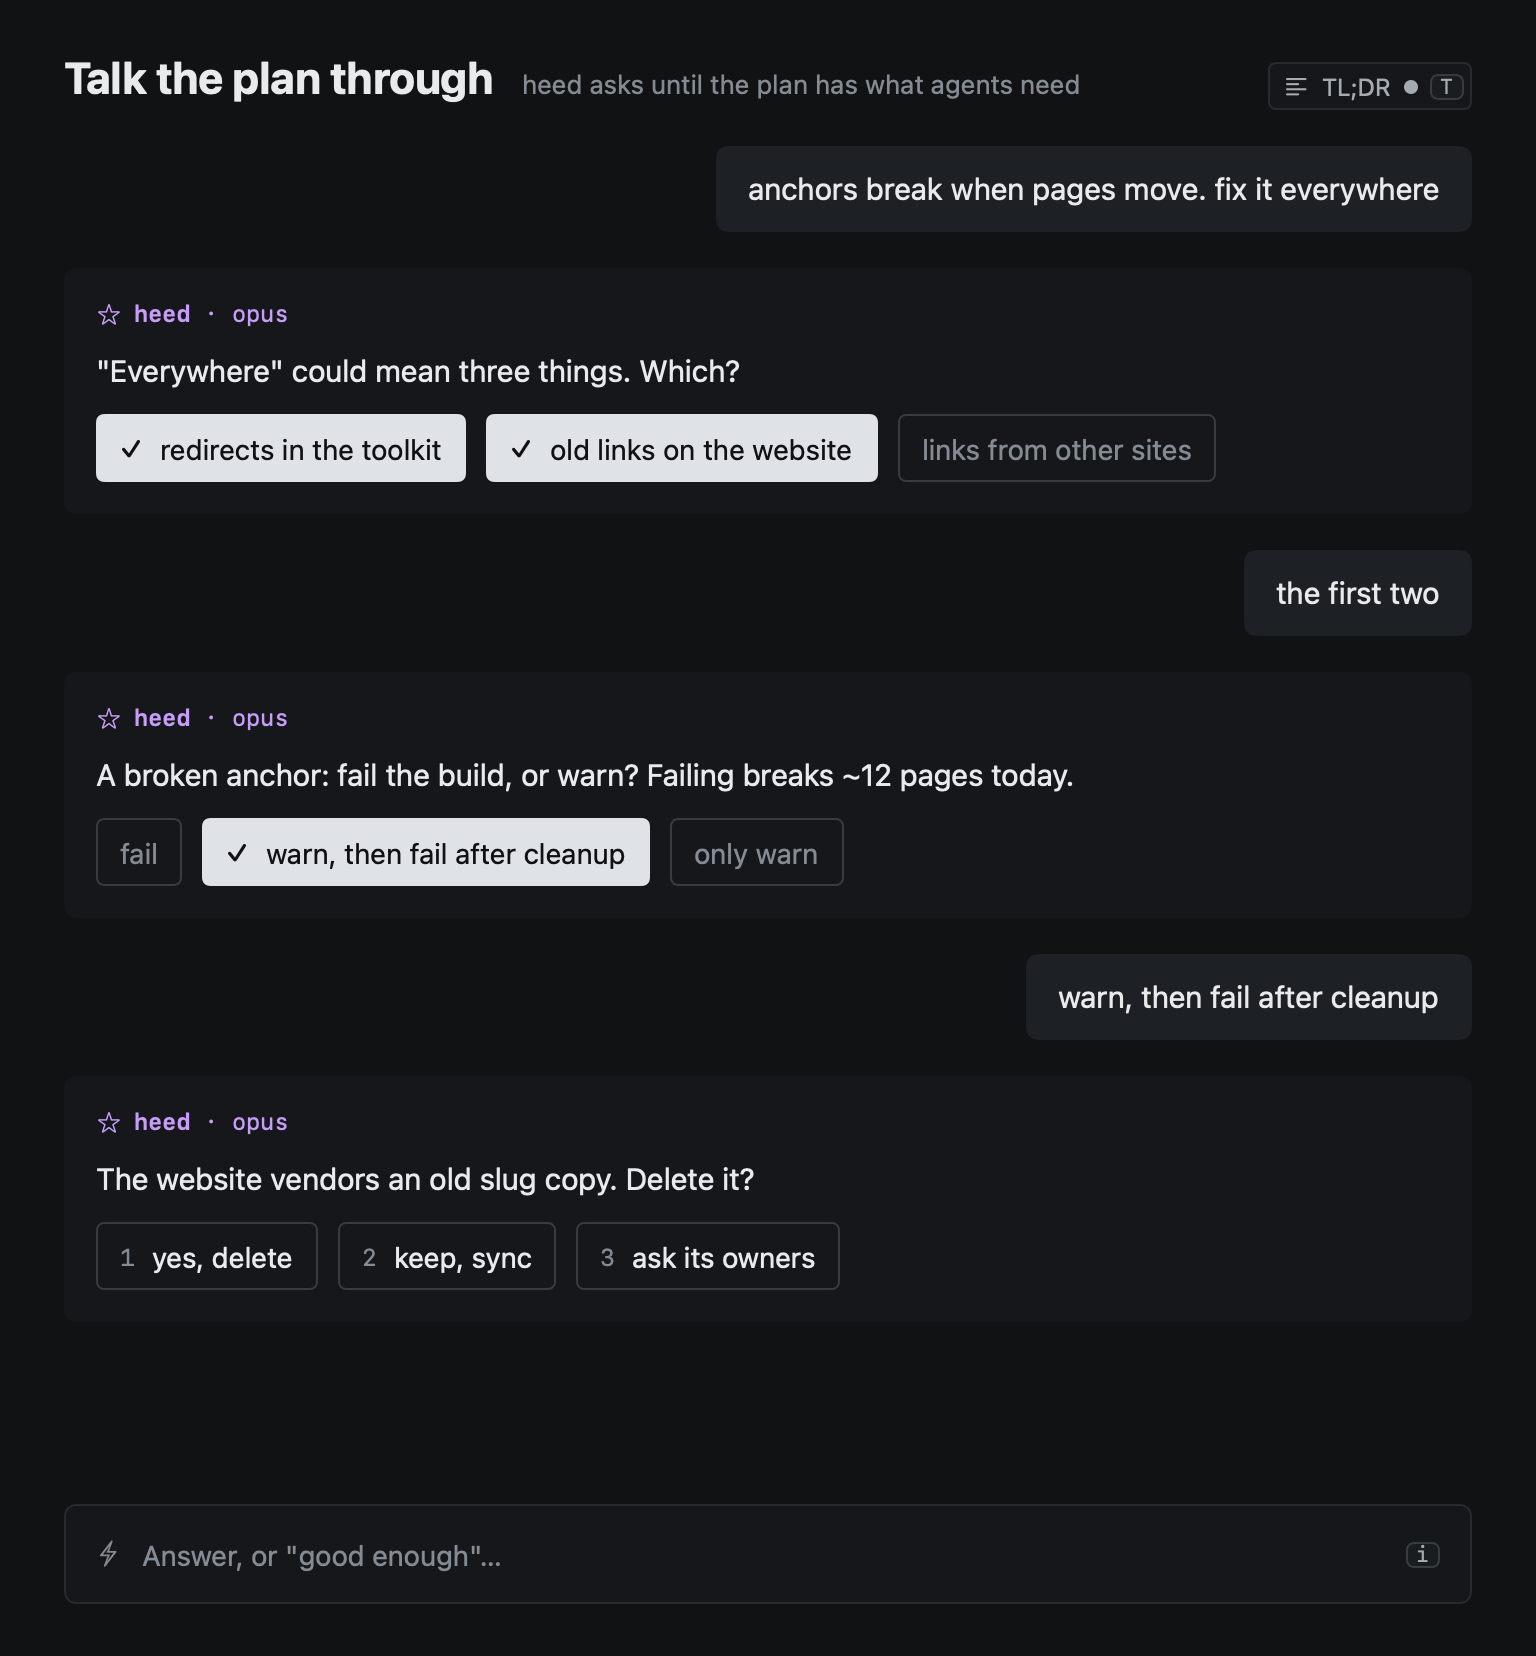 Talk the plan through
heed asks until the plan has what agents need
TL;DR ● T
anchors break when pages move. fix it everywhere
heed · opus
"Everywhere" could mean three things. Which?
✓ redirects in the toolkit
✓ old links on the website
links from other sites
the first two
heed · opus
A broken anchor: fail the build, or warn? Failing breaks ~12 pages today.
fail
✓ warn, then fail after cleanup
only warn
warn, then fail after cleanup
heed · opus
The website vendors an old slug copy. Delete it?
1 yes, delete
2 keep, sync
3 ask its owners
Answer, or "good enough"...
i